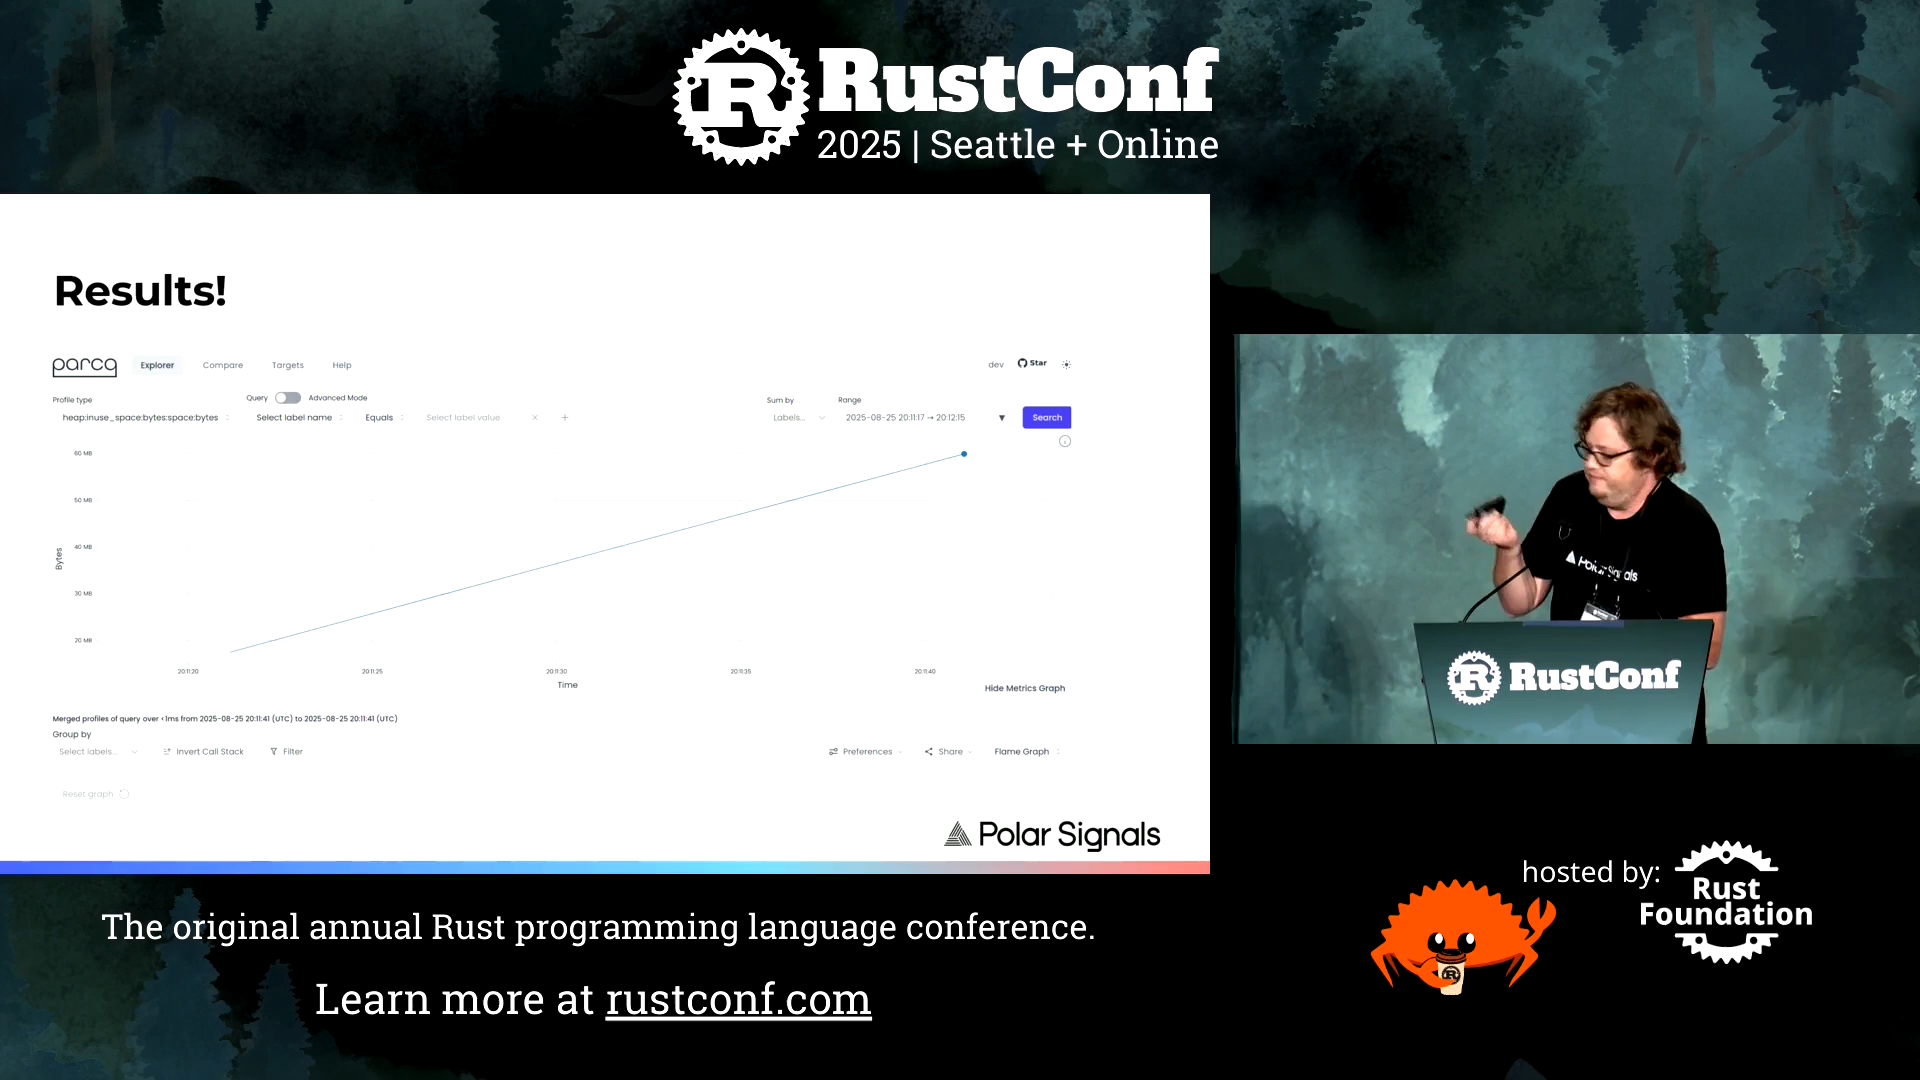 RustConf
2025 | Seattle + Online
Results!
parca
Explorer
Compare
Targets
Help
dev
Star
Profile type
Query
Advanced Mode
Sum by
Range
heap:inuse_space:bytes:space:bytes
Select label name
Equals
Select label value
Labels...
2025-08-25 20:11:17 → 20:12:15
Search
60 MB
50 MB
40 MB
30 MB
20 MB
Bytes
20:11:20
20:11:25
20:11:30
20:11:35
20:11:40
Time
Hide Metrics Graph
Merged profiles of query over <1ms from 2025-08-25 20:11:41 (UTC) to 2025-08-25 20:11:41 (UTC)
Group by
Select labels...
Invert Call Stack
Filter
Preferences
Share
Flame Graph
Reset graph
Polar Signals
Polar Signals
RustConf
The original annual Rust programming language conference.
Learn more at rustconf.com
hosted by:
Rust
Foundation